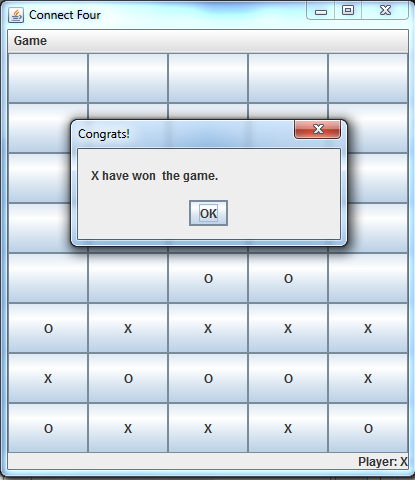 Connect Four
Game
Congrats!
X have won the game.
OK
O O
O X X X X
X O O O X
O X X X O
Player: X